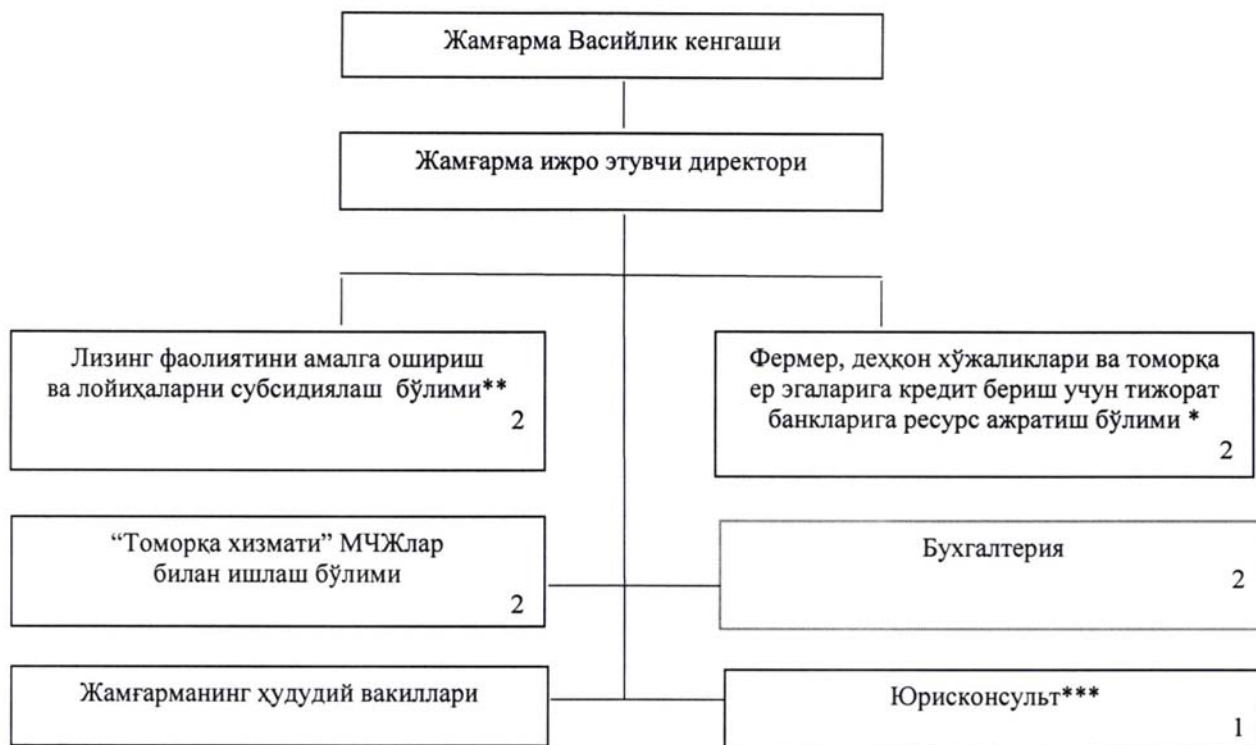 Жамғарма Васийлик кенгаши
Жамғарма ижро этувчи директори
Лизинг фаолиятини амалга ошириш
ва лойиҳаларни субсидиялаш бўлими**
2
Фермер, деҳқон хўжаликлари ва томорқа
ер эгаларига кредит бериш учун тижорат
банкларига ресурс ажратиш бўлими *
2
“Томорқа хизмати” МЧЖлар
билан ишлаш бўлими
2
Бухгалтерия
2
Жамғарманинг ҳудудий вакиллари
Юрисконсульт***
1